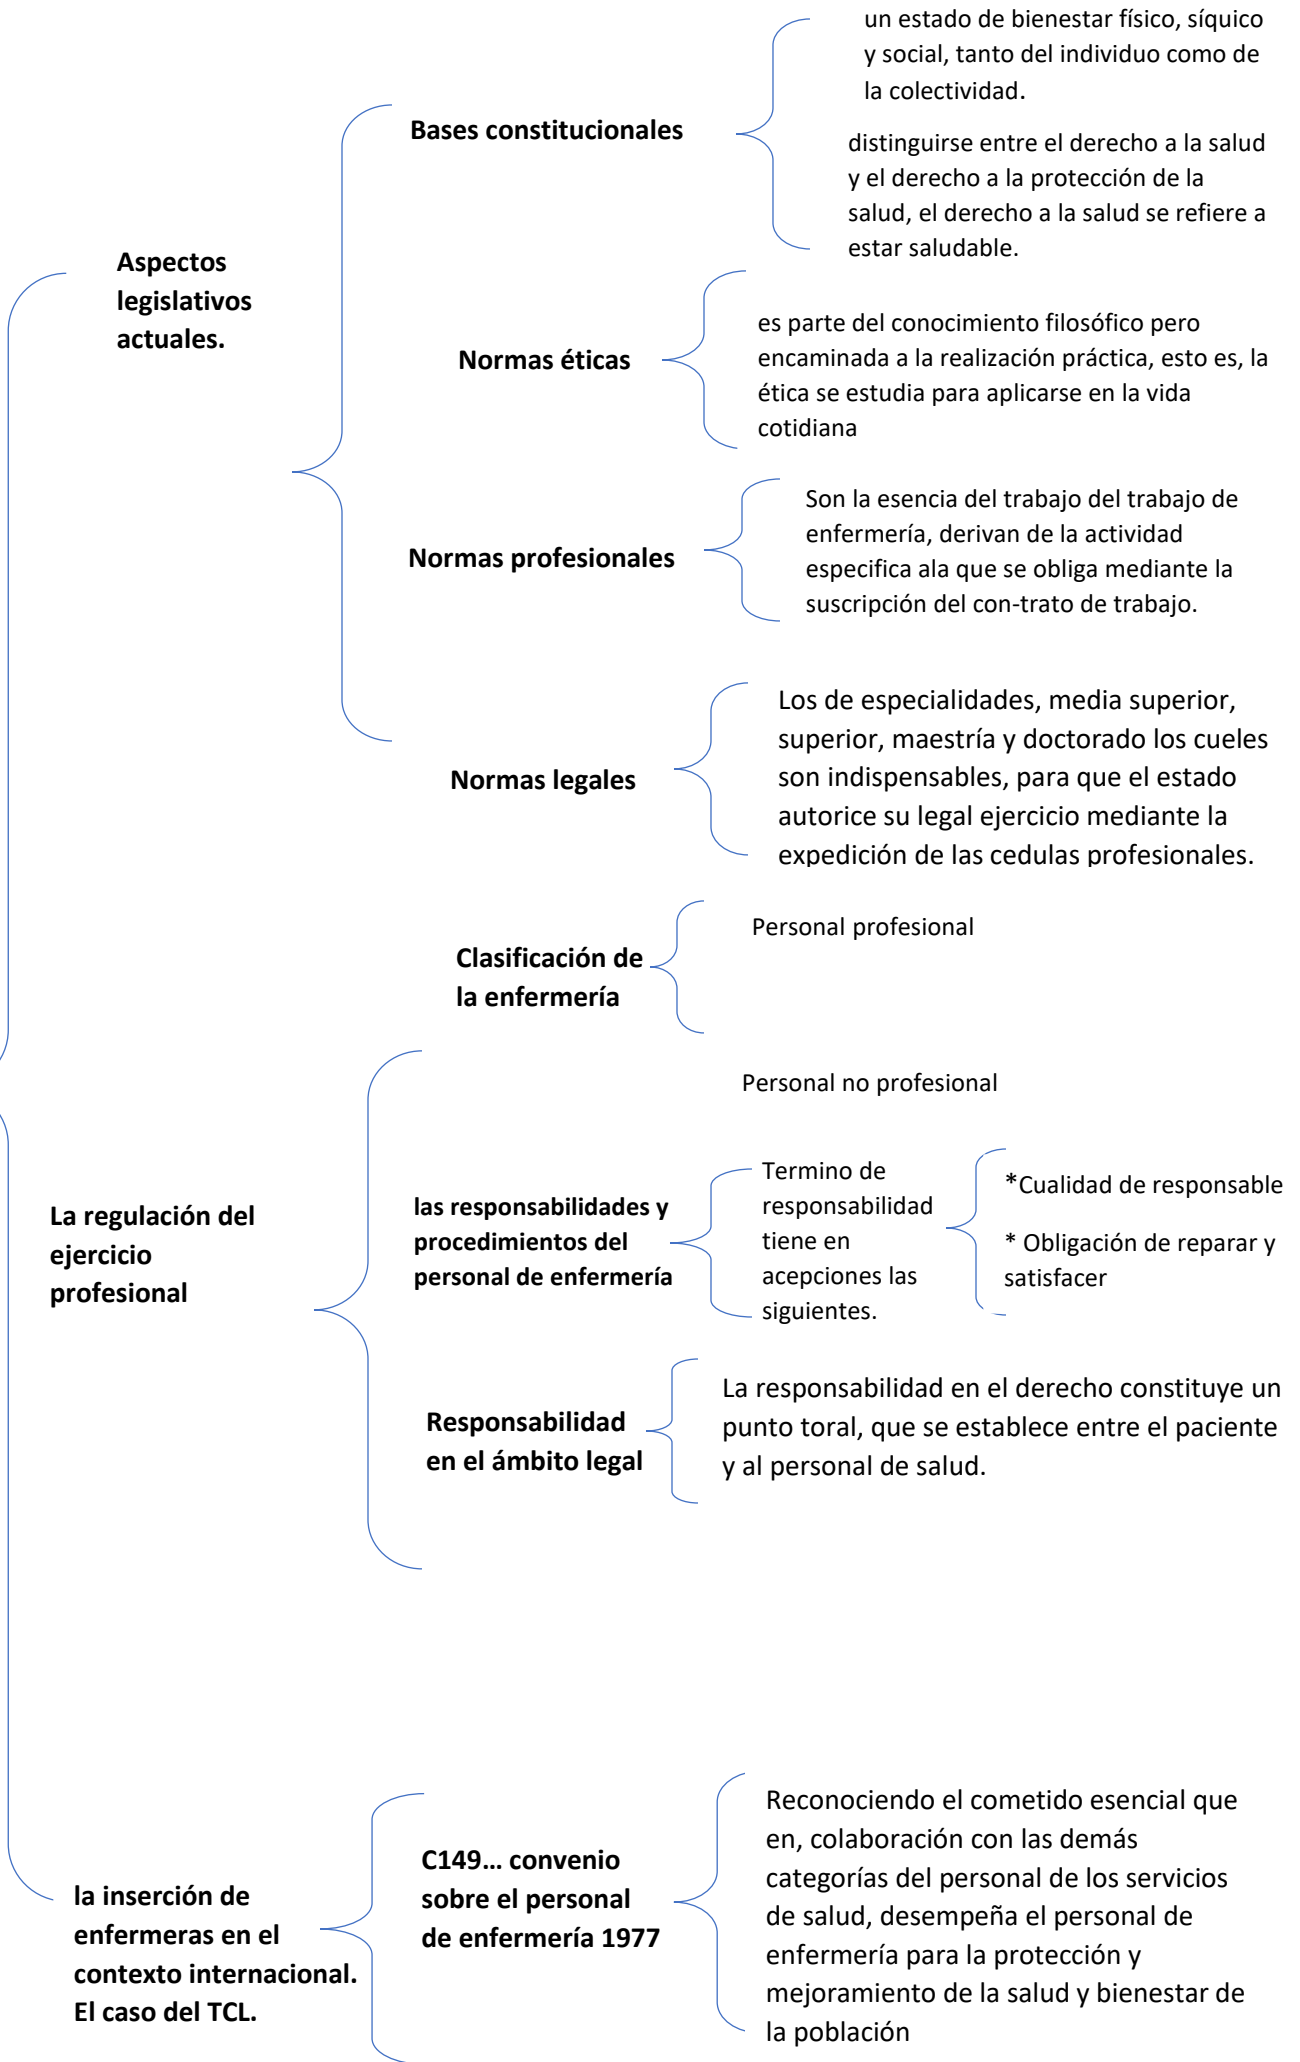 un estado de bienestar físico, síquico
y social, tanto del individuo como de
la colectividad.
Bases constitucionales
distinguirse entre el derecho a la salud
y el derecho a la protección de la
salud, el derecho a la salud se refiere a
estar saludable.
Aspectos
legislativos
actuales.
Normas éticas
es parte del conocimiento filosófico pero
encaminada a la realización práctica, esto es, la
ética se estudia para aplicarse en la vida
cotidiana
Normas profesionales
Son la esencia del trabajo del trabajo de
enfermería, derivan de la actividad
especifica ala que se obliga mediante la
suscripción del con-trato de trabajo.
Normas legales
Los de especialidades, media superior,
superior, maestría y doctorado los cueles
son indispensables, para que el estado
autorice su legal ejercicio mediante la
expedición de las cedulas profesionales.
Clasificación de
la enfermería
Personal profesional
Personal no profesional
La regulación del
ejercicio
profesional
las responsabilidades y
procedimientos del
personal de enfermería
Termino de
responsabilidad
tiene en
acepciones las
siguientes.
*Cualidad de responsable
* Obligación de reparar y
satisfacer
Responsabilidad
en el ámbito legal
La responsabilidad en el derecho constituye un
punto toral, que se establece entre el paciente
y al personal de salud.
la inserción de
enfermeras en el
contexto internacional.
El caso del TCL.
C149… convenio
sobre el personal
de enfermería 1977
Reconociendo el cometido esencial que
en, colaboración con las demás
categorías del personal de los servicios
de salud, desempeña el personal de
enfermería para la protección y
mejoramiento de la salud y bienestar de
la población